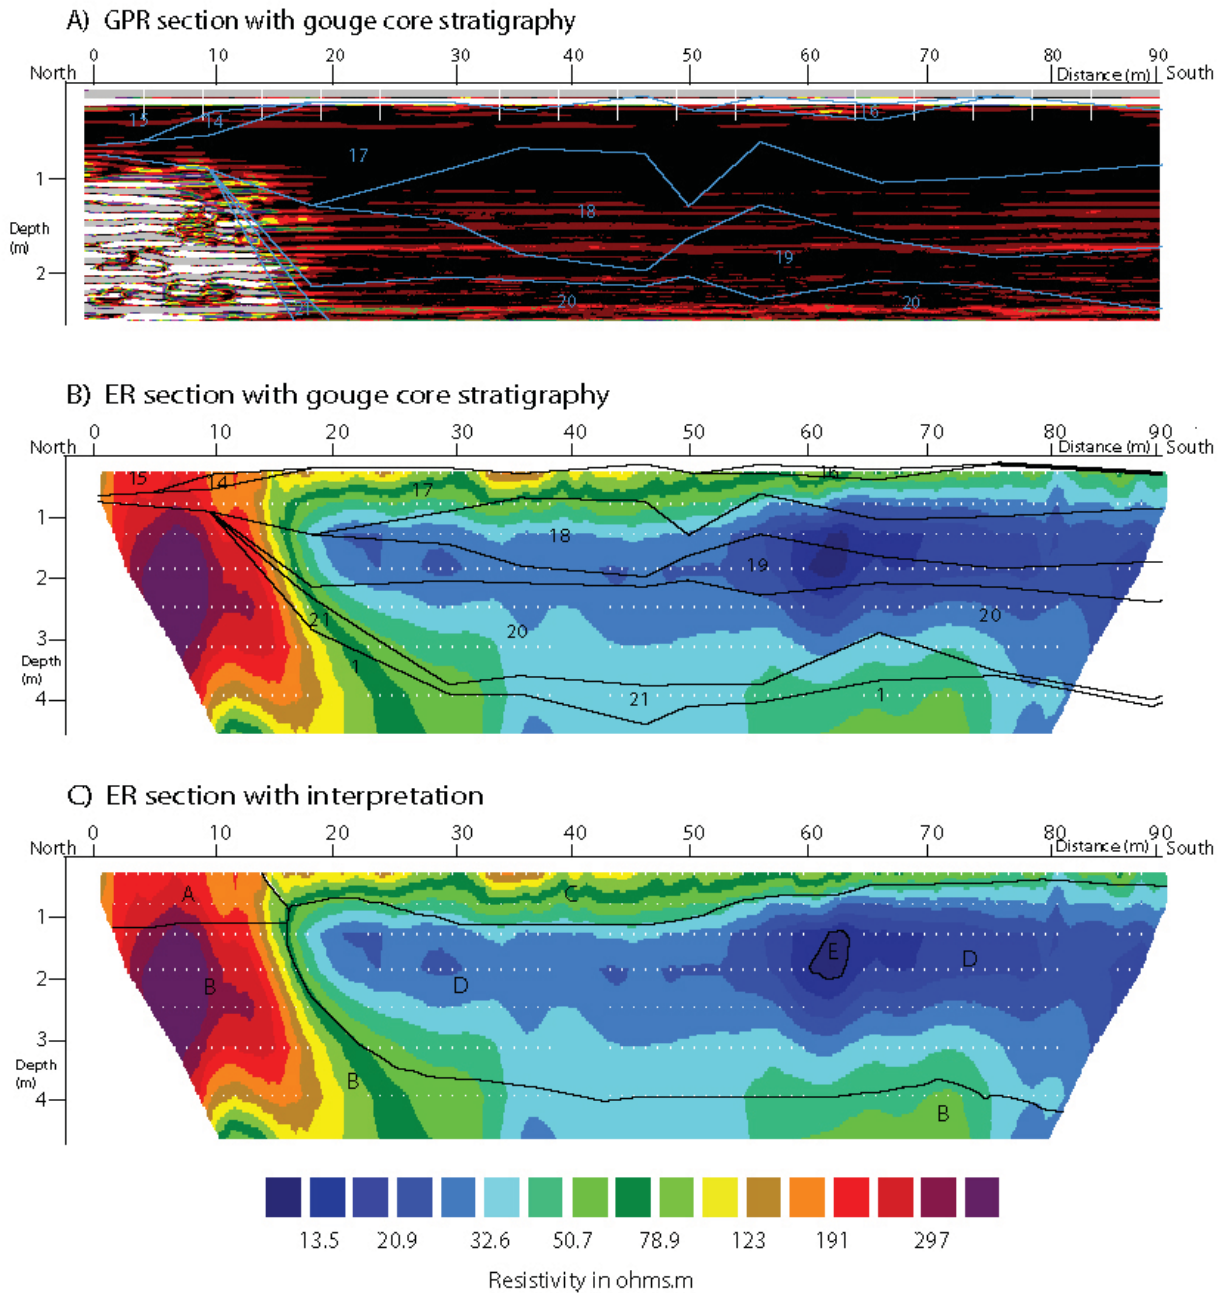 A) GPR section with gouge core stratigraphy
0 10 20 30 40 50 60 70 80 90
North Distance (m) South
15 14 16
17
1
18
Depth
(m)
19
2
20 20
21
B) ER section with gouge core stratigraphy
0 10 20 30 40 50 60 70 80 90
North Distance (m) South
15 14 16
17
1
18
19
2
21 20 20
3
Depth
(m)
1
4 21 1
C) ER section with interpretation
0 10 20 30 40 50 60 70 80 90
North Distance (m) South
A C
1
E
B D D
2
3
Depth
(m)
B
4
B
13.5 20.9 32.6 50.7 78.9 123 191 297
Resistivity in ohms.m